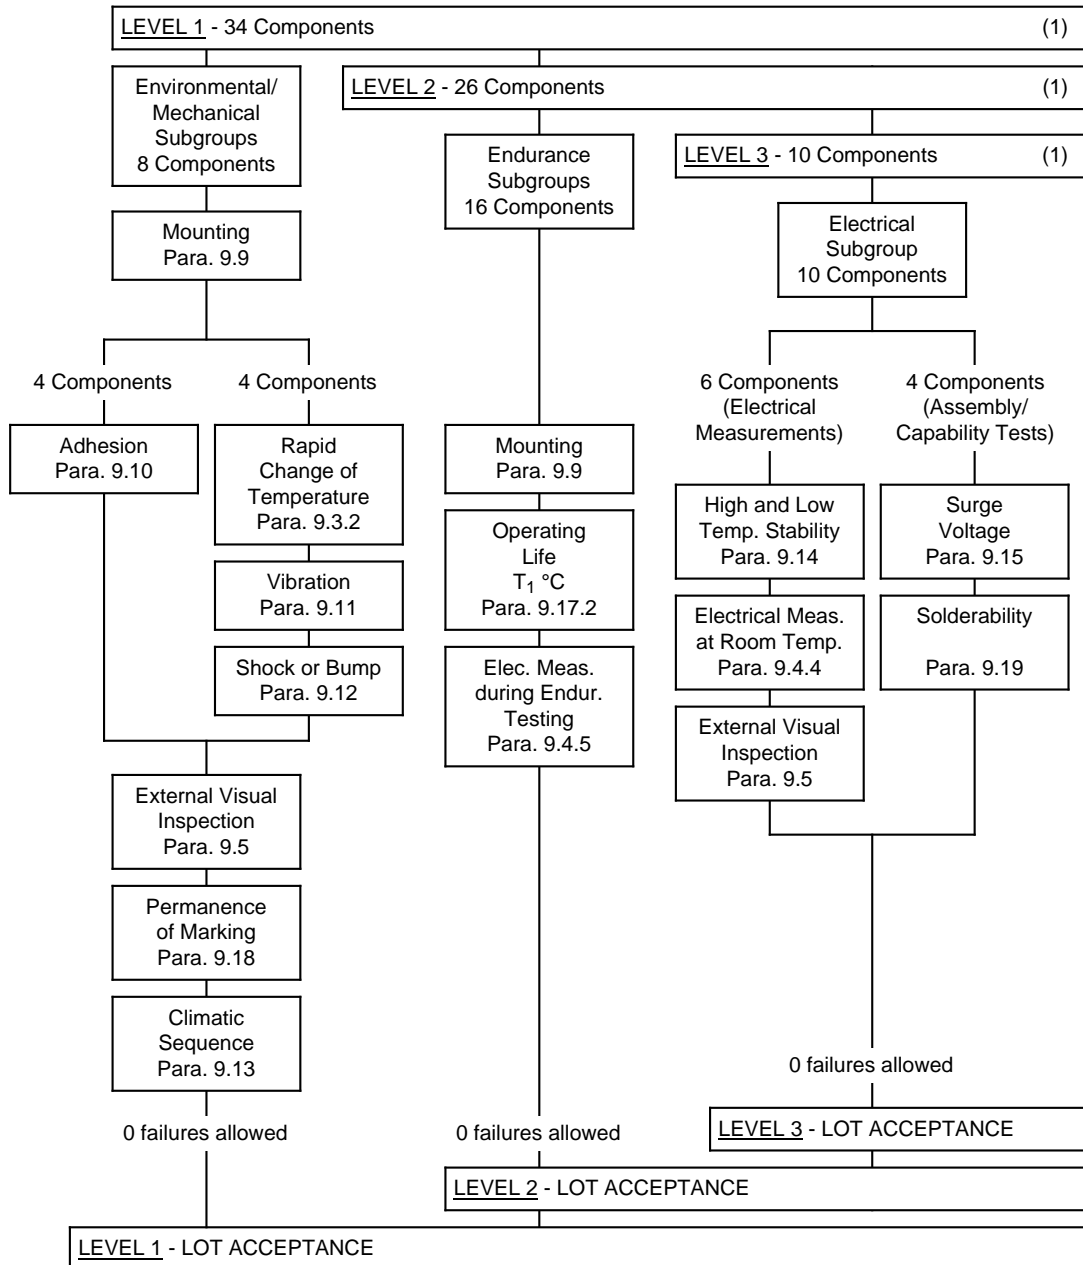 LEVEL 1 - 34 Components (1)
Environmental/
Mechanical
Subgroups
8 Components
LEVEL 2 - 26 Components (1)
Endurance
Subgroups
16 Components
LEVEL 3 - 10 Components (1)
Electrical
Subgroup
10 Components
Mounting
Para. 9.9
4 Components
4 Components
6 Components
(Electrical
Measurements)
4 Components
(Assembly/
Capability Tests)
Adhesion
Para. 9.10
Rapid
Change of
Temperature
Para. 9.3.2
Vibration
Para. 9.11
Shock or Bump
Para. 9.12
Mounting
Para. 9.9
Operating
Life
T₁ °C
Para. 9.17.2
Elec. Meas.
during Endur.
Testing
Para. 9.4.5
High and Low
Temp. Stability
Para. 9.14
Electrical Meas.
at Room Temp.
Para. 9.4.4
External Visual
Inspection
Para. 9.5
Surge
Voltage
Para. 9.15
Solderability
Para. 9.19
External Visual
Inspection
Para. 9.5
Permanence
of Marking
Para. 9.18
Climatic
Sequence
Para. 9.13
0 failures allowed
0 failures allowed
0 failures allowed
LEVEL 3 - LOT ACCEPTANCE
LEVEL 2 - LOT ACCEPTANCE
LEVEL 1 - LOT ACCEPTANCE